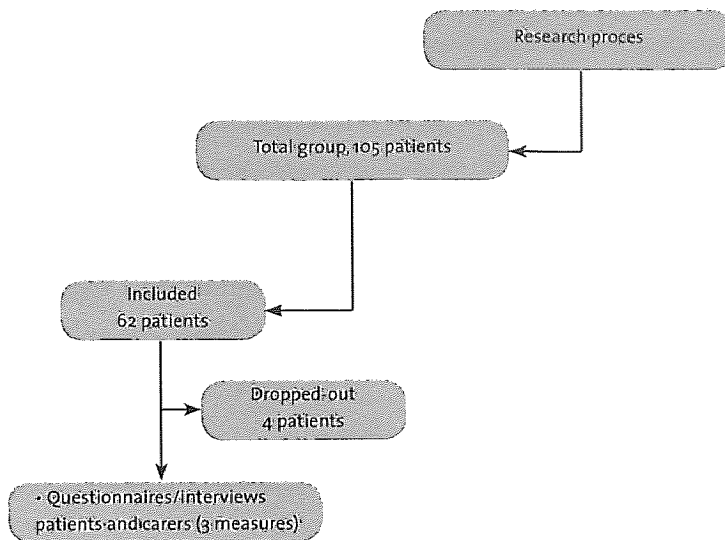 Research proces
Total group, 105 patients
Included
62 patients
Dropped-out
4 patients
• Questionnaires/interviews
patients and carers (3 measures)